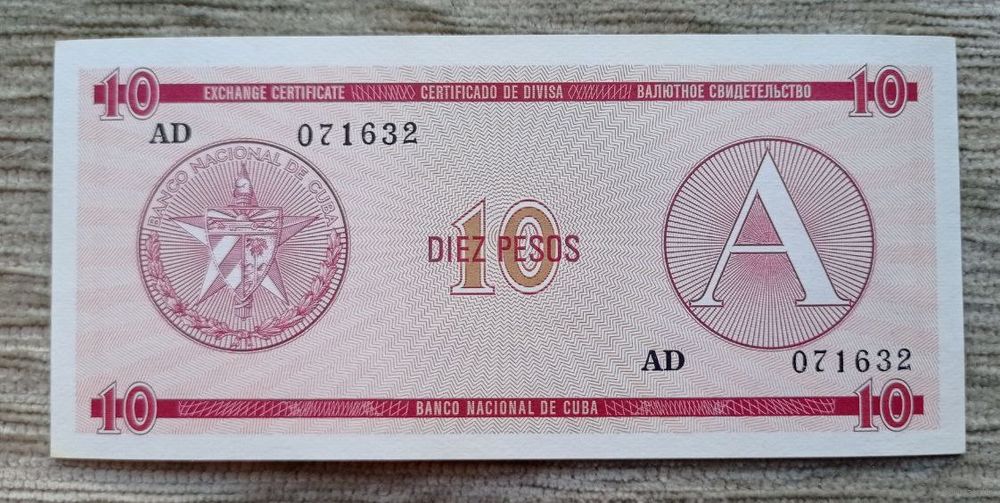 10 EXCHANGE CERTIFICATE CERTIFICADO DE DIVISA ВАЛЮТНОЕ СВИДЕТЕЛЬСТВО 10
AD 071632
BANCO NACIONAL DE CUBA
10
DIEZ PESOS
A
AD 071632
10 BANCO NACIONAL DE CUBA 10